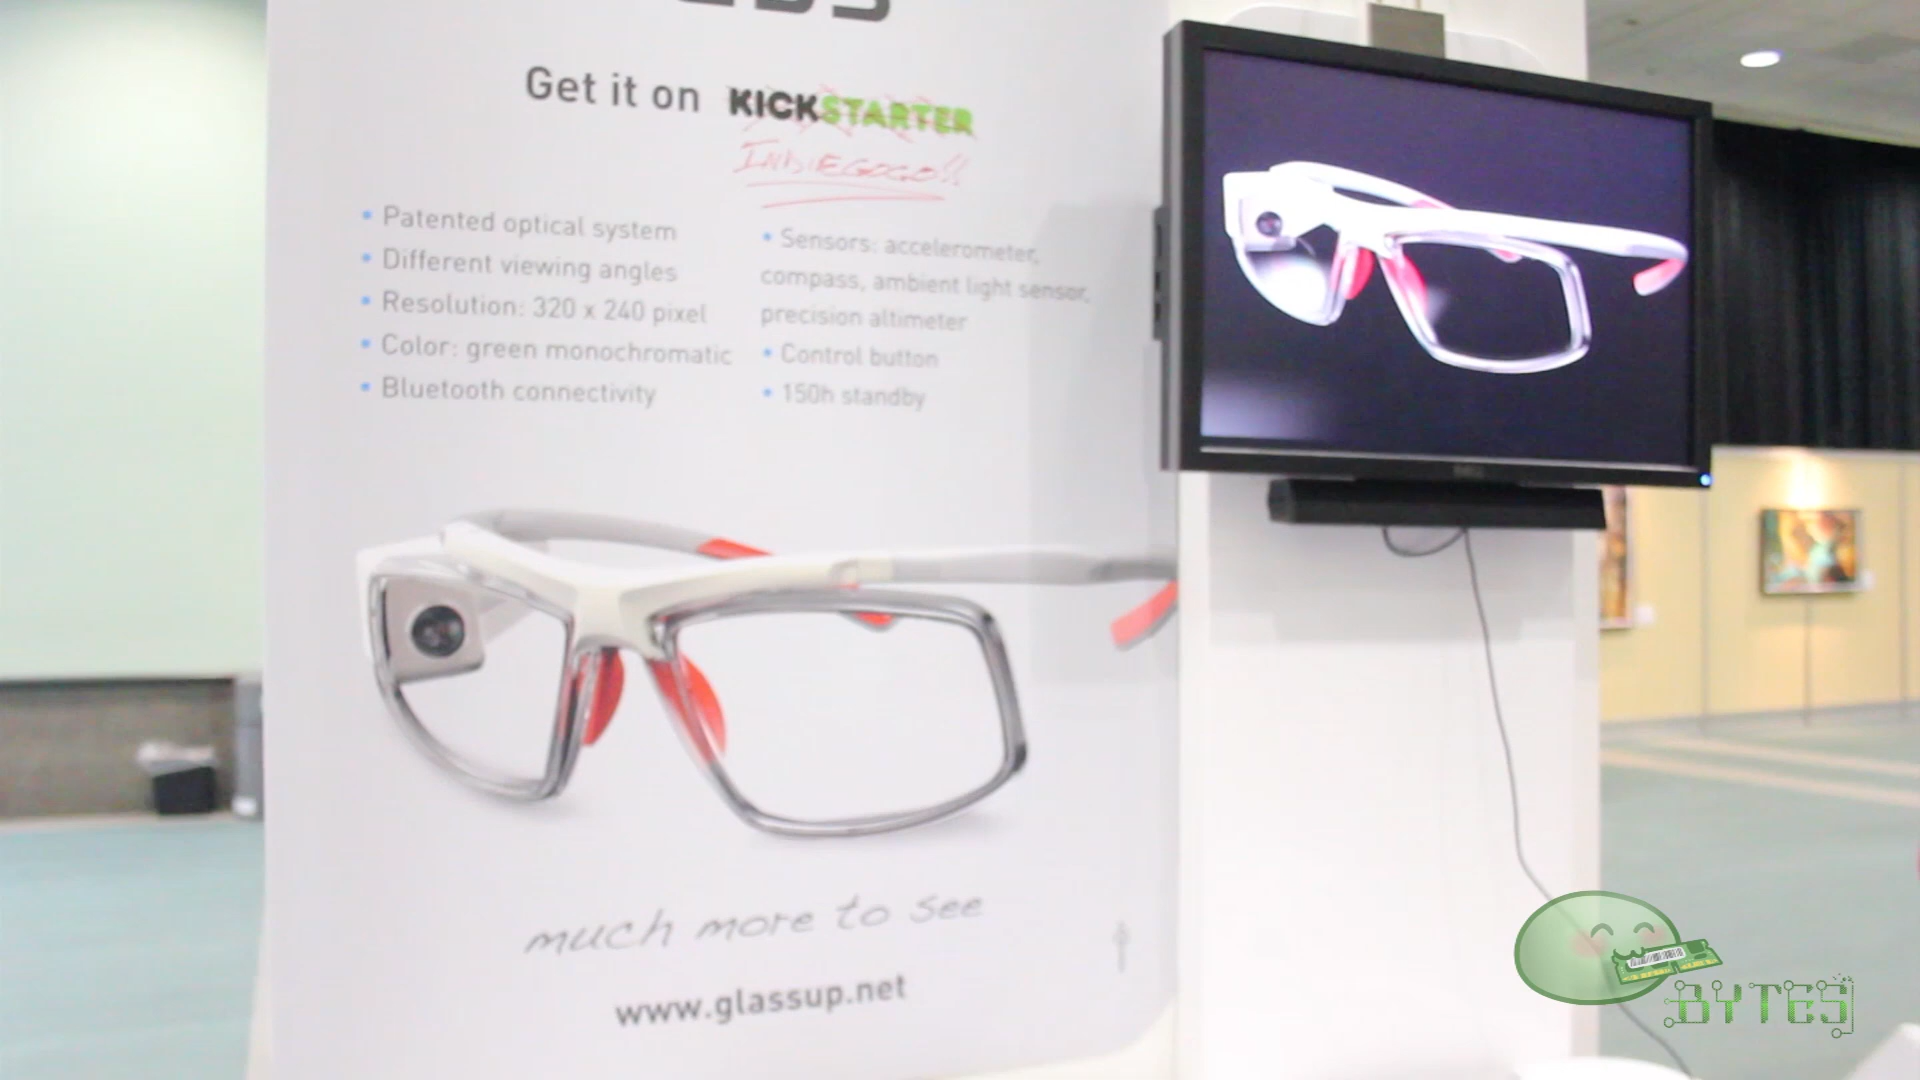 Get it on KICKSTARTER
INDIEGOGO!!
• Patented optical system
• Different viewing angles
• Resolution: 320 x 240 pixel
• Color: green monochromatic
• Bluetooth connectivity
• Sensors: accelerometer,
compass, ambient light sensor,
precision altimeter
• Control button
• 150h standby
much more to see
www.glassup.net
BYTES